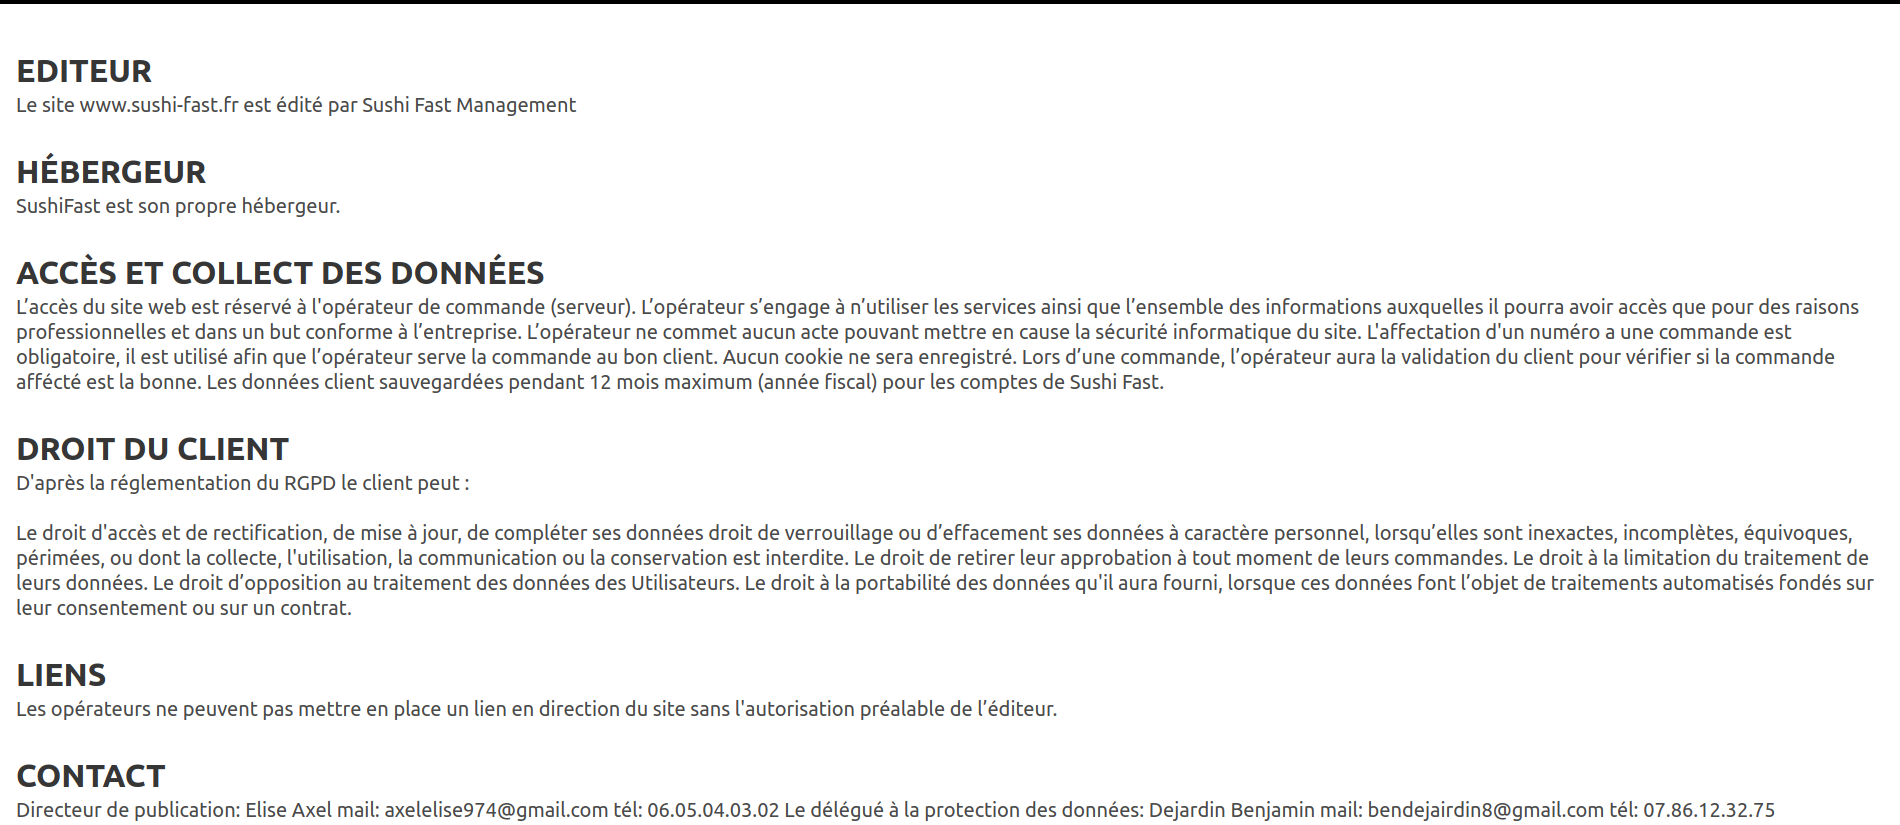 EDITEUR
Le site www.sushi-fast.fr est édité par Sushi Fast Management
HÉBERGEUR
SushiFast est son propre hébergeur.
ACCÈS ET COLLECT DES DONNÉES
L’accès du site web est réservé à l'opérateur de commande (serveur). L’opérateur s’engage à n’utiliser les services ainsi que l’ensemble des informations auxquelles il pourra avoir accès que pour des raisons
professionnelles et dans un but conforme à l’entreprise. L’opérateur ne commet aucun acte pouvant mettre en cause la sécurité informatique du site. L'affectation d'un numéro a une commande est
obligatoire, il est utilisé afin que l’opérateur serve la commande au bon client. Aucun cookie ne sera enregistré. Lors d’une commande, l’opérateur aura la validation du client pour vérifier si la commande
affécté est la bonne. Les données client sauvegardées pendant 12 mois maximum (année fiscal) pour les comptes de Sushi Fast.
DROIT DU CLIENT
D'après la réglementation du RGPD le client peut :
Le droit d'accès et de rectification, de mise à jour, de compléter ses données droit de verrouillage ou d’effacement ses données à caractère personnel, lorsqu’elles sont inexactes, incomplètes, équivoques,
périmées, ou dont la collecte, l'utilisation, la communication ou la conservation est interdite. Le droit de retirer leur approbation à tout moment de leurs commandes. Le droit à la limitation du traitement de
leurs données. Le droit d’opposition au traitement des données des Utilisateurs. Le droit à la portabilité des données qu'il aura fourni, lorsque ces données font l’objet de traitements automatisés fondés sur
leur consentement ou sur un contrat.
LIENS
Les opérateurs ne peuvent pas mettre en place un lien en direction du site sans l'autorisation préalable de l’éditeur.
CONTACT
Directeur de publication: Elise Axel mail: axelelise974@gmail.com tél: 06.05.04.03.02 Le délégué à la protection des données: Dejardin Benjamin mail: bendejairdin8@gmail.com tél: 07.86.12.32.75